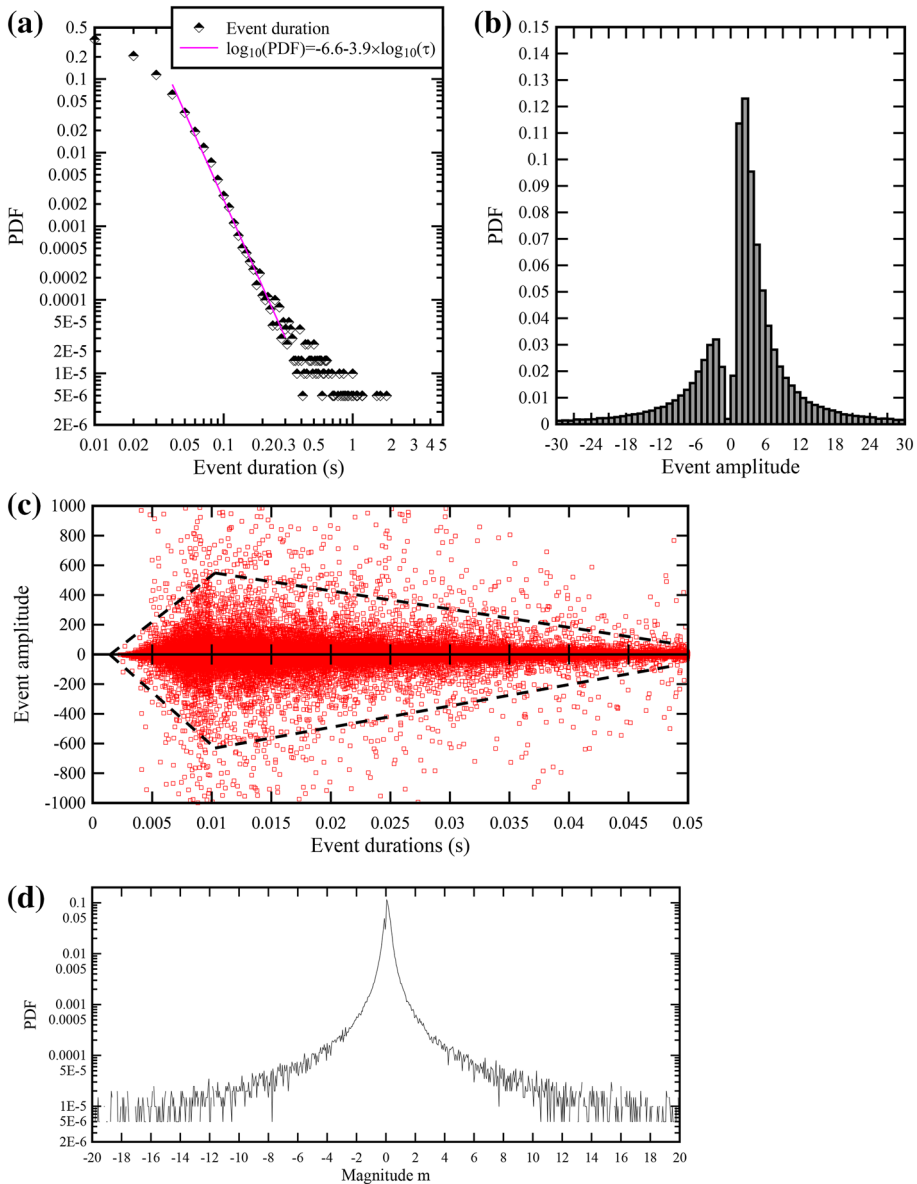 (a)
Event duration
log10(PDF)=-6.6-3.9×log10(τ)
0.5
0.2
0.1
0.05
0.01
0.005
0.001
0.0005
0.0002
0.0001
5E-5
2E-5
1E-5
5E-6
2E-6
PDF
0.01 0.05 0.1 0.2 0.3 0.5 1 2 3 4 5
Event duration (s)
(b)
0.15
0.14
0.13
0.12
0.11
0.1
0.09
0.08
0.07
0.06
0.05
0.04
0.03
0.02
0.01
0
PDF
-30 -24 -18 -12 -6 0 6 12 18 24 30
Event amplitude
(c)
1000
800
600
400
200
0
-200
-400
-600
-800
-1000
Event amplitude
0 0.005 0.01 0.015 0.02 0.025 0.03 0.035 0.04 0.045 0.05
Event durations (s)
(d)
0.1
0.05
0.01
0.005
0.001
0.0005
0.0001
5E-5
1E-5
5E-6
2E-6
PDF
-20 -18 -16 -14 -12 -10 -8 -6 -4 -2 0 2 4 6 8 10 12 14 16 18 20
Magnitude m